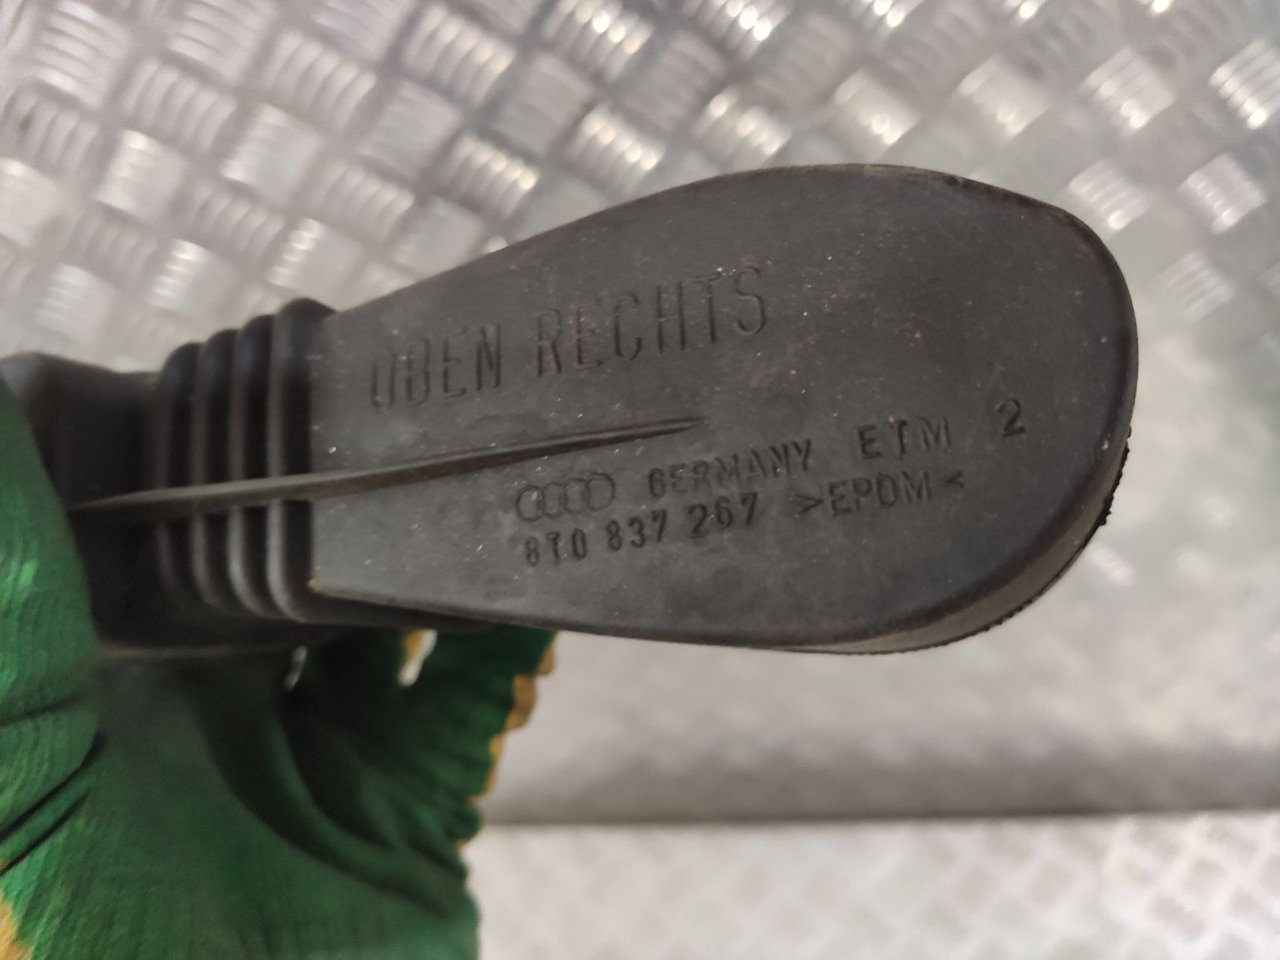 OBEN RECHTS
GERMANY ETM 2
8T0 837 267 >EPDM<